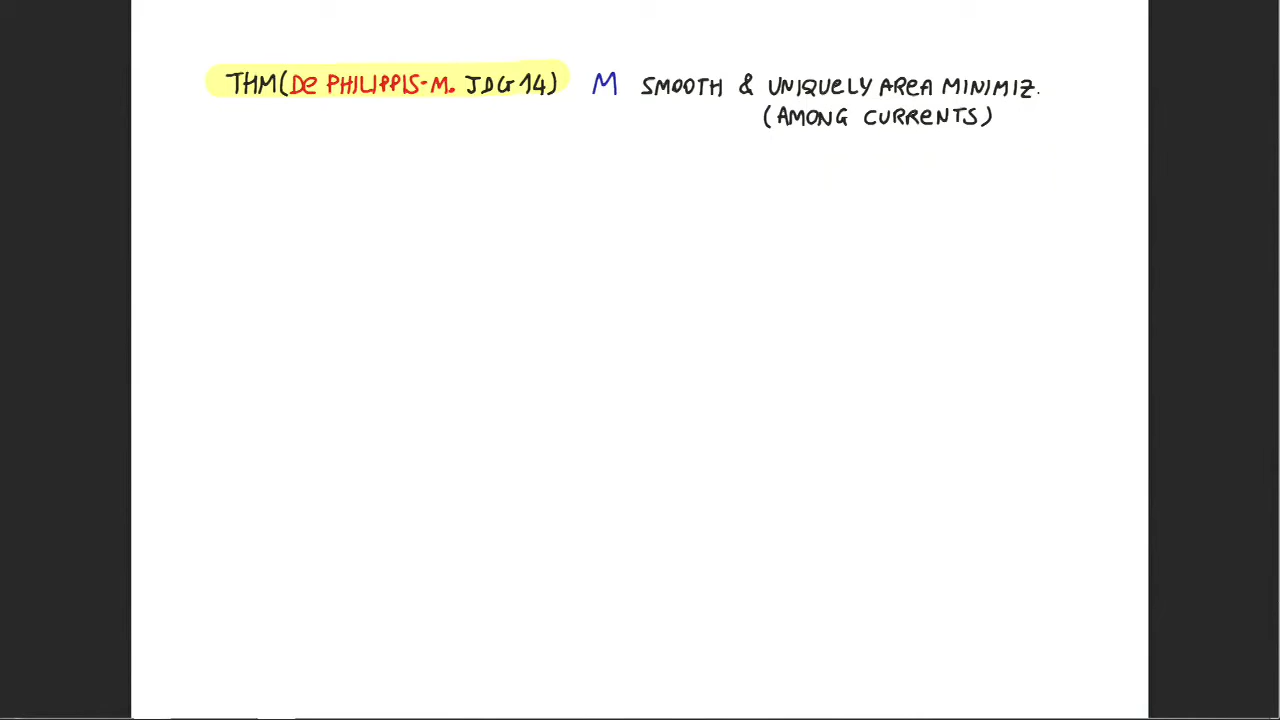 THM (De PHILIPPIS-M. JDG 14) M SMOOTH & UNIQUELY AREA MINIMIZ.
(AMONG CURRENTS)